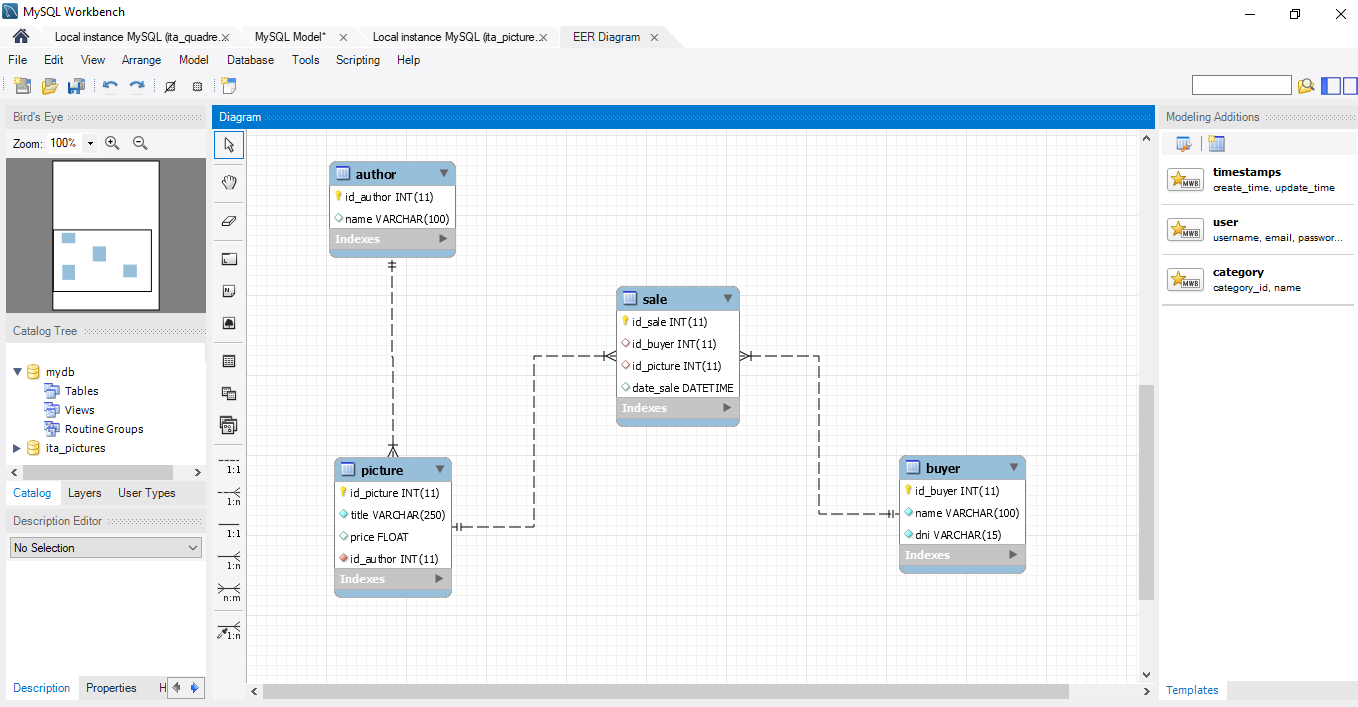 MySQL Workbench
Local instance MySQL (ita_quadre.
MySQL Model*
Local instance MySQL (ita_picture.
EER Diagram
File Edit View Arrange Model Database Tools Scripting Help
Bird's Eye
Zoom: 100%
Catalog Tree
mydb
Tables
Views
Routine Groups
ita_pictures
Catalog Layers User Types
Description Editor
No Selection
Description Properties H
Diagram
1:1
1:n
1:1
1:n
n:m
1:n
author
id_author INT(11)
name VARCHAR(100)
Indexes
sale
id_sale INT(11)
id_buyer INT(11)
id_picture INT(11)
date_sale DATETIME
Indexes
picture
id_picture INT(11)
title VARCHAR(250)
price FLOAT
id_author INT(11)
Indexes
buyer
id_buyer INT(11)
name VARCHAR(100)
dni VARCHAR(15)
Indexes
Modeling Additions
MWB
timestamps
create_time, update_time
MWB
user
username, email, passwor...
MWB
category
category_id, name
Templates